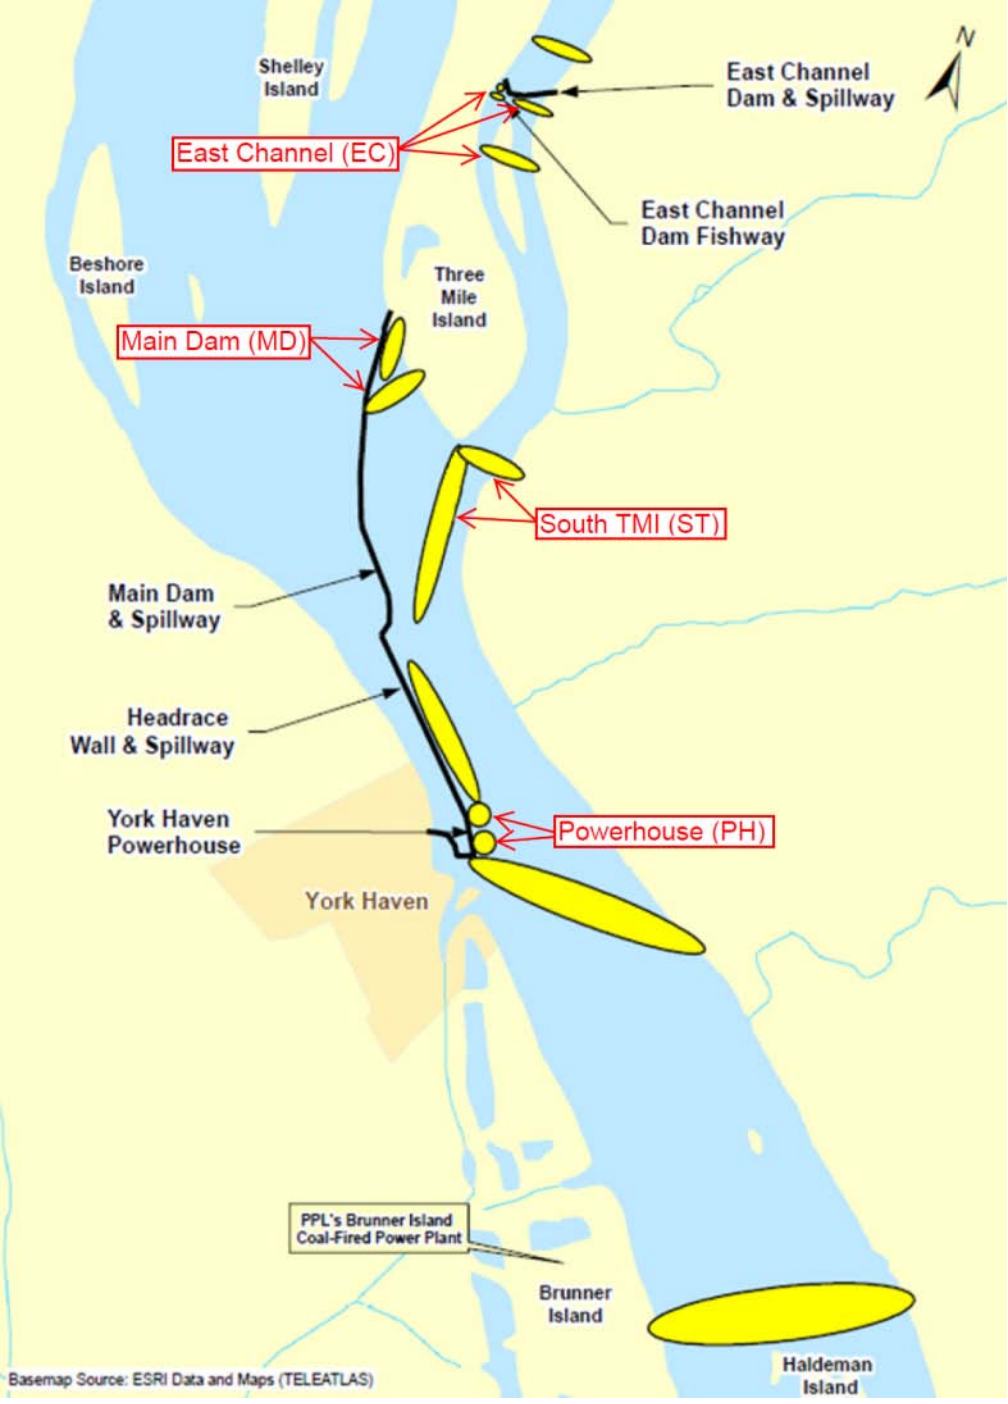 N
Shelley
Island
East Channel
Dam & Spillway
East Channel (EC)
East Channel
Dam Fishway
Beshore
Island
Three
Mile
Island
Main Dam (MD)
South TMI (ST)
Main Dam
& Spillway
Headrace
Wall & Spillway
York Haven
Powerhouse
Powerhouse (PH)
York Haven
PPL's Brunner Island
Coal-Fired Power Plant
Brunner
Island
Haldeman
Island
Basemap Source: ESRI Data and Maps (TELEATLAS)